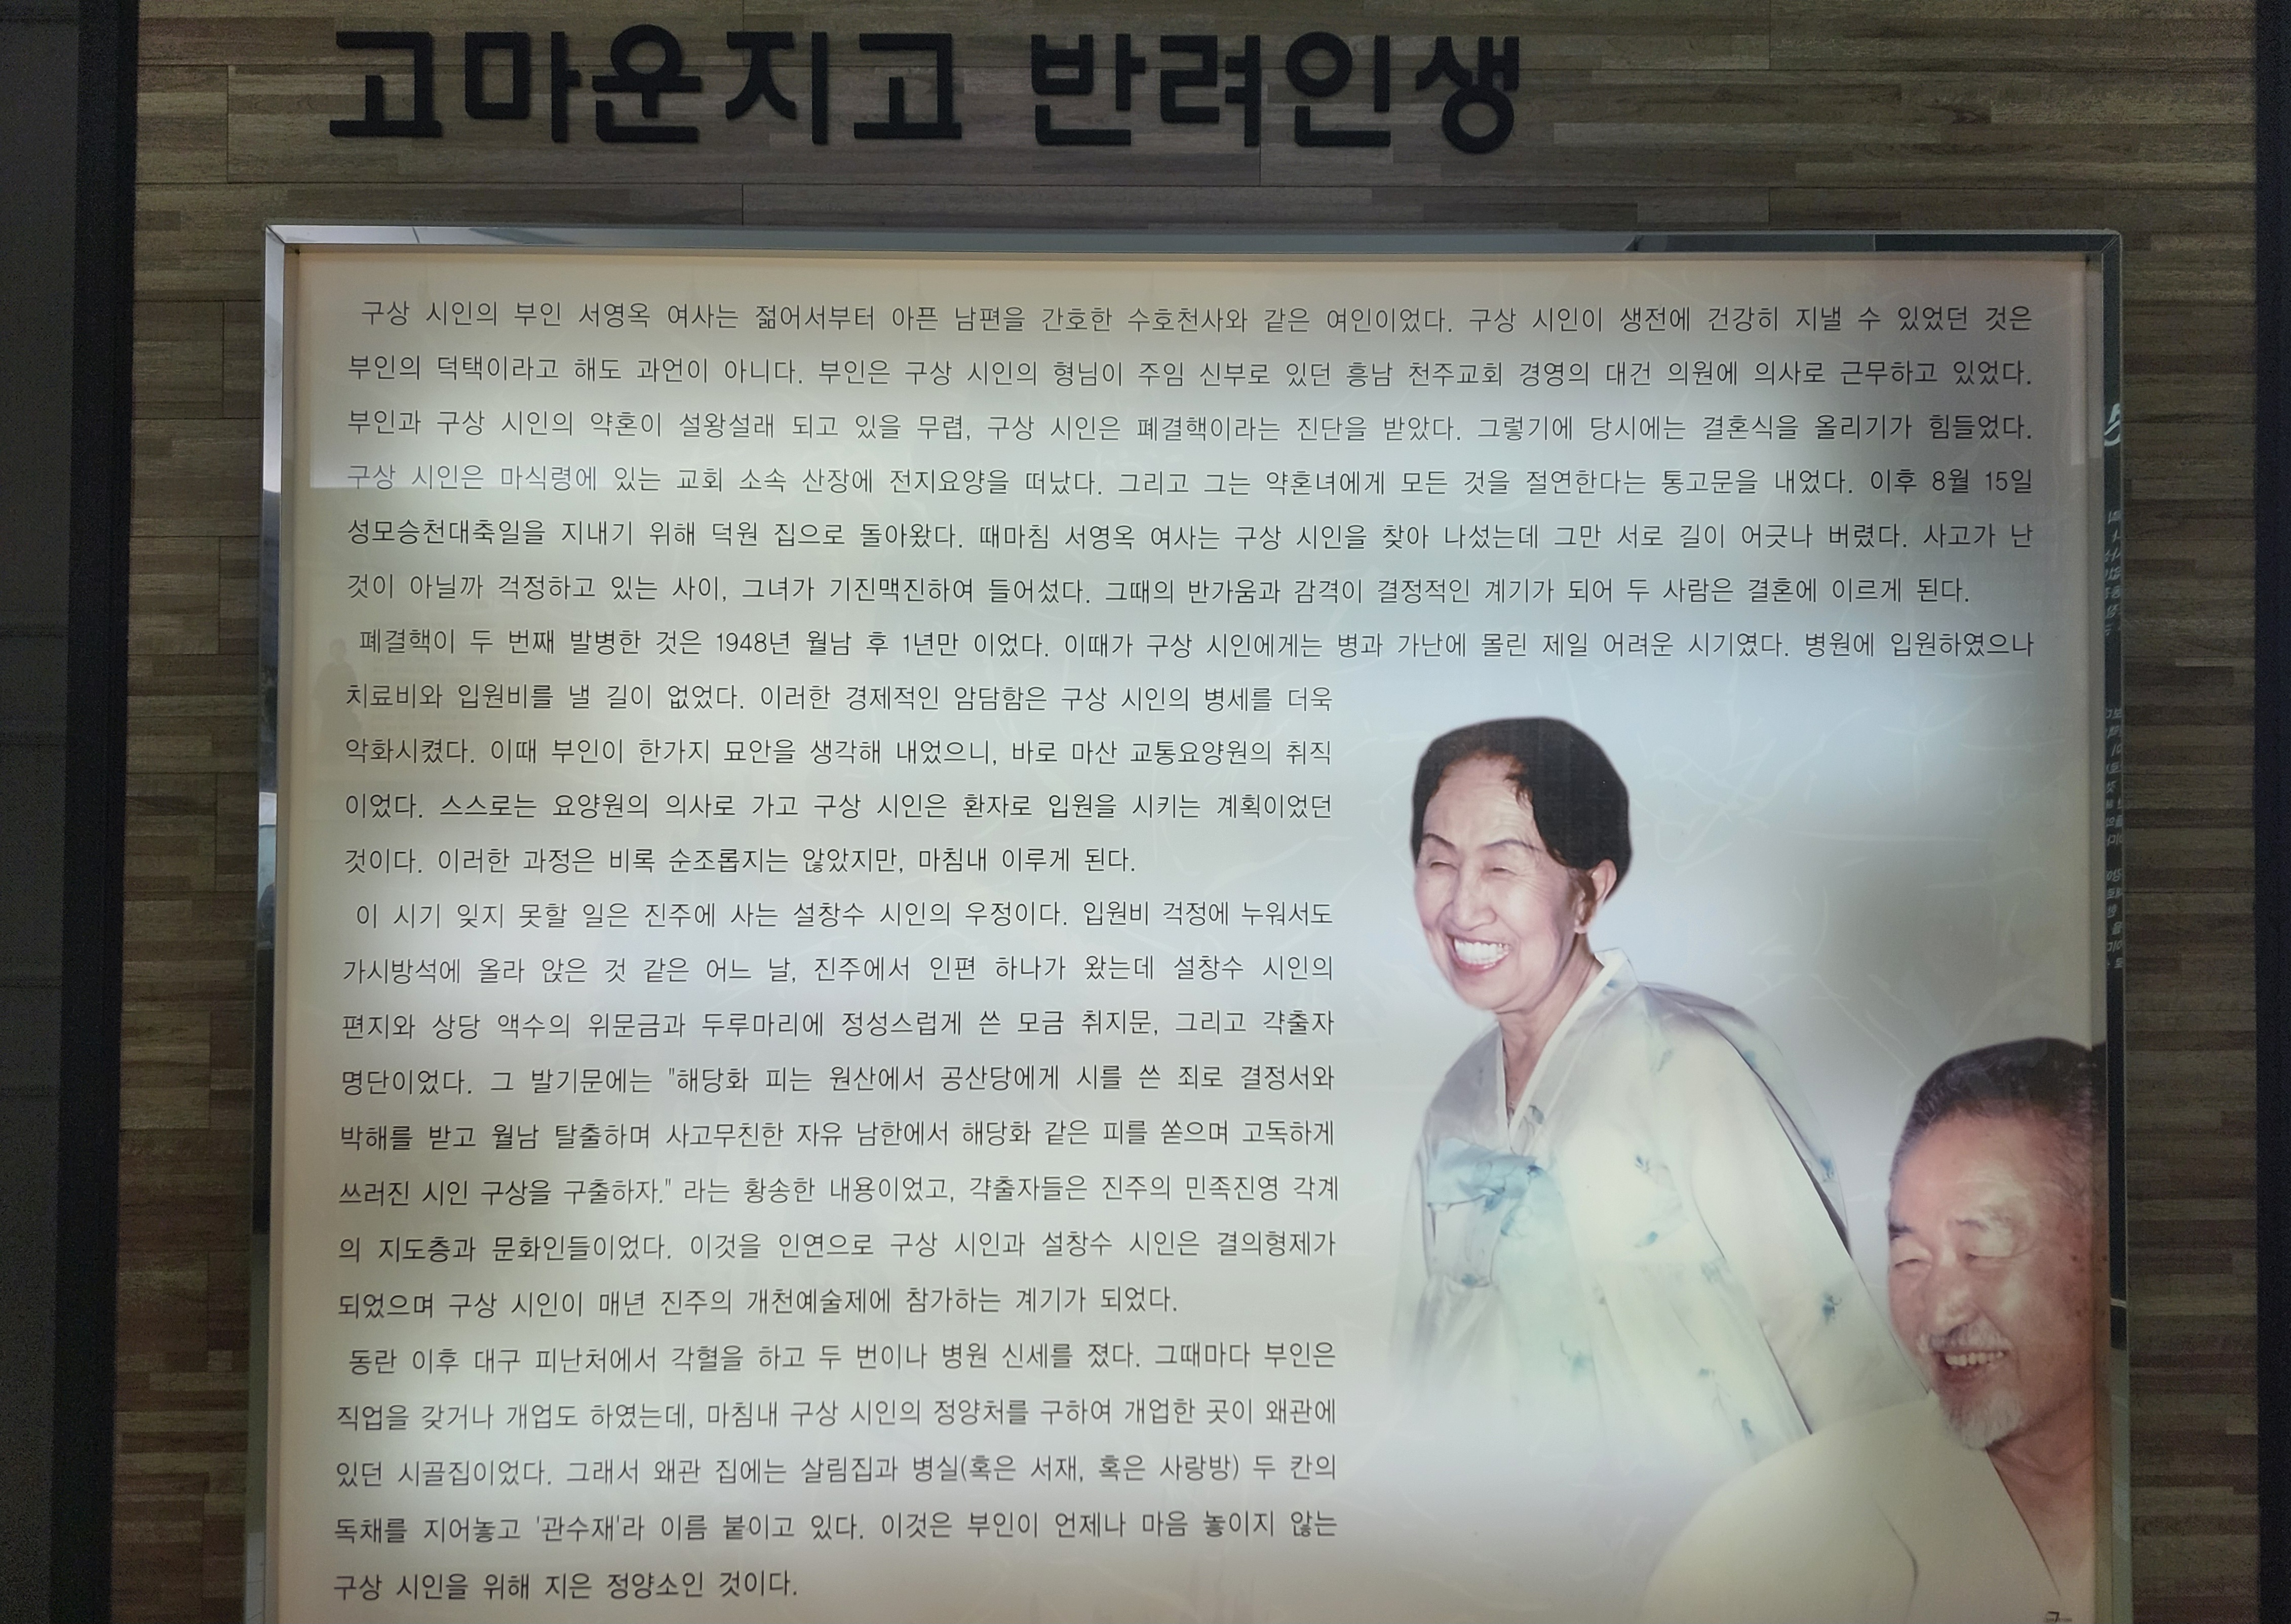 고마운지고 반려인생
구상 시인의 부인 서영옥 여사는 젊어서부터 아픈 남편을 간호한 수호천사와 같은 여인이었다. 구상 시인이 생전에 건강히 지낼 수 있었던 것은
부인의 덕택이라고 해도 과언이 아니다. 부인은 구상 시인의 형님이 주임 신부로 있던 흥남 천주교회 경영의 대건 의원에 의사로 근무하고 있었다.
부인과 구상 시인의 약혼이 설왕설래 되고 있을 무렵, 구상 시인은 폐결핵이라는 진단을 받았다. 그렇기에 당시에는 결혼식을 올리기가 힘들었다.
구상 시인은 마식령에 있는 교회 소속 산장에 전지요양을 떠났다. 그리고 그는 약혼녀에게 모든 것을 절연한다는 통고문을 내었다. 이후 8월 15일
성모승천대축일을 지내기 위해 덕원 집으로 돌아왔다. 때마침 서영옥 여사는 구상 시인을 찾아 나섰는데 그만 서로 길이 어긋나 버렸다. 사고가 난
것이 아닐까 걱정하고 있는 사이, 그녀가 기진맥진하여 들어섰다. 그때의 반가움과 감격이 결정적인 계기가 되어 두 사람은 결혼에 이르게 된다.
폐결핵이 두 번째 발병한 것은 1948년 월남 후 1년만 이었다. 이때가 구상 시인에게는 병과 가난에 몰린 제일 어려운 시기였다. 병원에 입원하였으나
치료비와 입원비를 낼 길이 없었다. 이러한 경제적인 암담함은 구상 시인의 병세를 더욱
악화시켰다. 이때 부인이 한가지 묘안을 생각해 내었으니, 바로 마산 교통요양원의 취직
이었다. 스스로는 요양원의 의사로 가고 구상 시인은 환자로 입원을 시키는 계획이었던
것이다. 이러한 과정은 비록 순조롭지는 않았지만, 마침내 이루게 된다.
이 시기 잊지 못할 일은 진주에 사는 설창수 시인의 우정이다. 입원비 걱정에 누워서도
가시방석에 올라 앉은 것 같은 어느 날, 진주에서 인편 하나가 왔는데 설창수 시인의
편지와 상당 액수의 위문금과 두루마리에 정성스럽게 쓴 모금 취지문, 그리고 갹출자
명단이었다. 그 발기문에는 "해당화 피는 원산에서 공산당에게 시를 쓴 죄로 결정서와
박해를 받고 월남 탈출하며 사고무친한 자유 남한에서 해당화 같은 피를 쏟으며 고독하게
쓰러진 시인 구상을 구출하자." 라는 황송한 내용이었고, 갹출자들은 진주의 민족진영 각계
의 지도층과 문화인들이었다. 이것을 인연으로 구상 시인과 설창수 시인은 결의형제가
되었으며 구상 시인이 매년 진주의 개천예술제에 참가하는 계기가 되었다.
동란 이후 대구 피난처에서 각혈을 하고 두 번이나 병원 신세를 졌다. 그때마다 부인은
직업을 갖거나 개업도 하였는데, 마침내 구상 시인의 정양처를 구하여 개업한 곳이 왜관에
있던 시골집이었다. 그래서 왜관 집에는 살림집과 병실(혹은 서재, 혹은 사랑방) 두 칸의
독채를 지어놓고 '관수재'라 이름 붙이고 있다. 이것은 부인이 언제나 마음 놓이지 않는
구상 시인을 위해 지은 정양소인 것이다.